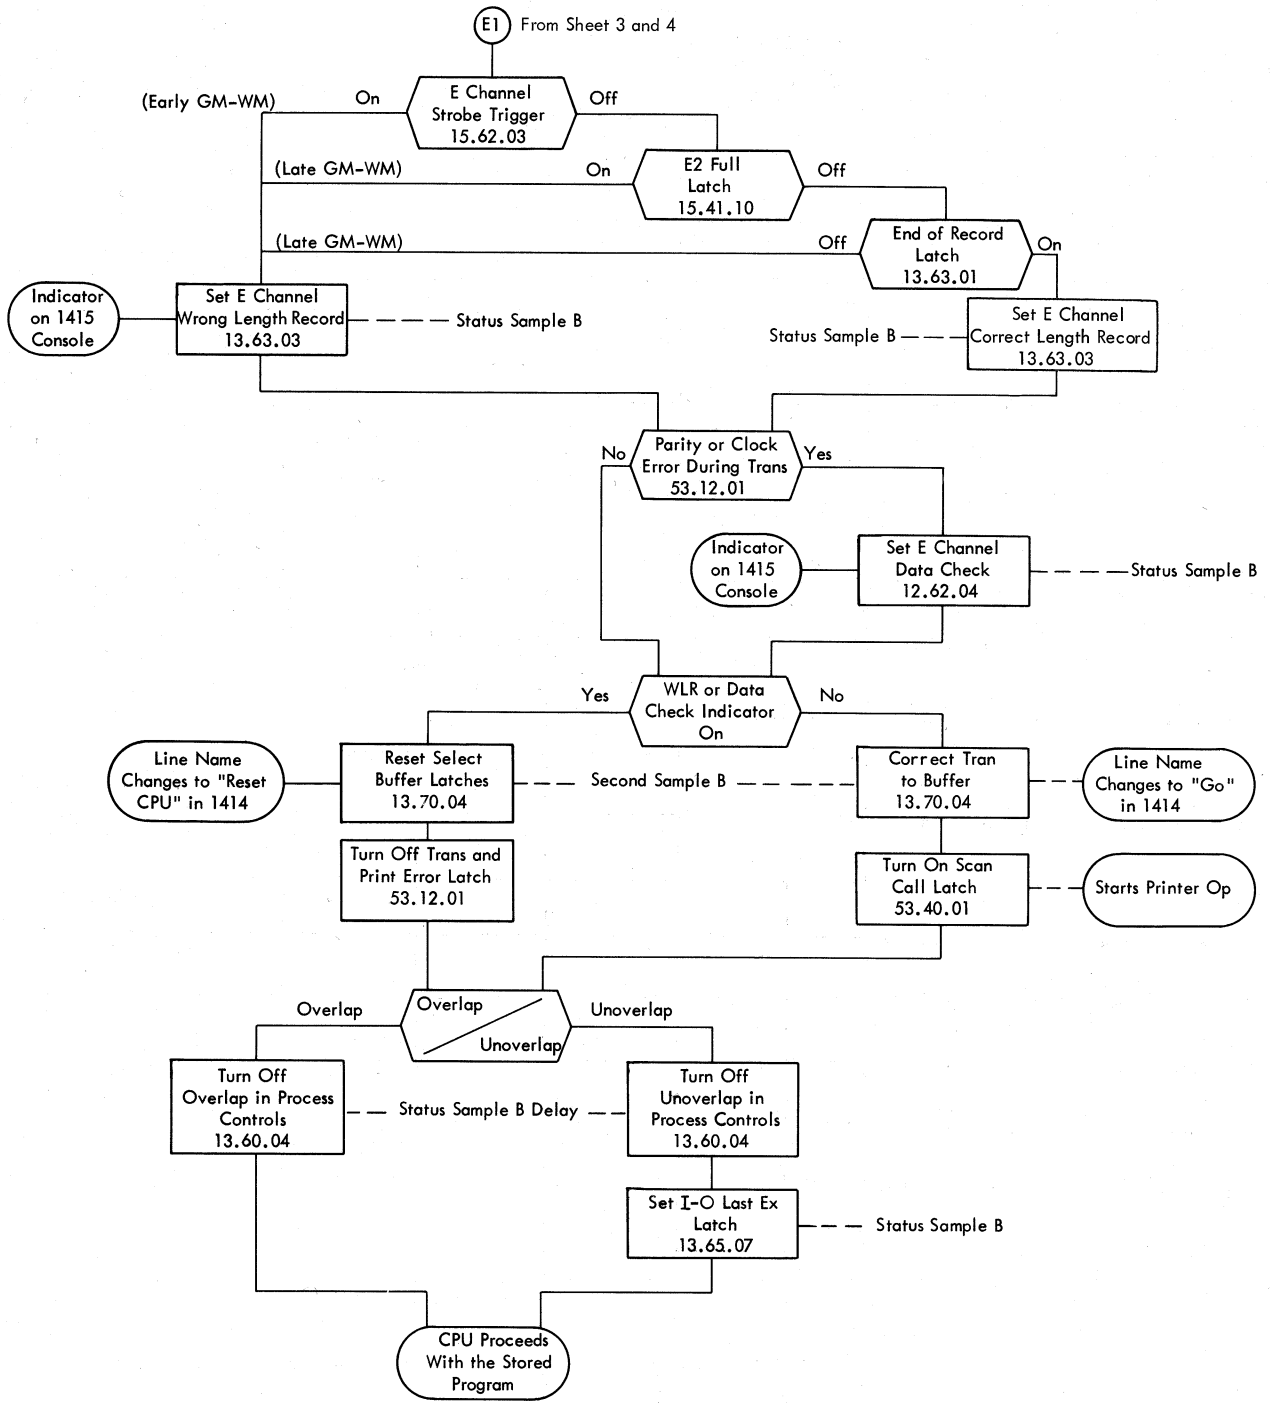 E1 From Sheet 3 and 4
E Channel
Strobe Trigger
15.62.03
(Early GM-WM)
On
Off
E2 Full
Latch
15.41.10
(Late GM-WM)
On
Off
End of Record
Latch
13.63.01
(Late GM-WM)
Off
On
Indicator
on 1415
Console
Set E Channel
Wrong Length Record
13.63.03
Status Sample B
Status Sample B
Set E Channel
Correct Length Record
13.63.03
No
Parity or Clock
Error During Trans
53.12.01
Yes
Indicator
on 1415
Console
Set E Channel
Data Check
12.62.04
Status Sample B
Yes
WLR or Data
Check Indicator
On
No
Line Name
Changes to "Reset
CPU" in 1414
Reset Select
Buffer Latches
13.70.04
Second Sample B
Correct Tran
to Buffer
13.70.04
Line Name
Changes to "Go"
in 1414
Turn Off Trans and
Print Error Latch
53.12.01
Turn On Scan
Call Latch
53.40.01
Starts Printer Op
Overlap
Overlap
Unoverlap
Unoverlap
Turn Off
Overlap in Process
Controls
13.60.04
Status Sample B Delay
Turn Off
Unoverlap in
Process Controls
13.60.04
Set I-O Last Ex
Latch
13.65.07
Status Sample B
CPU Proceeds
With the Stored
Program